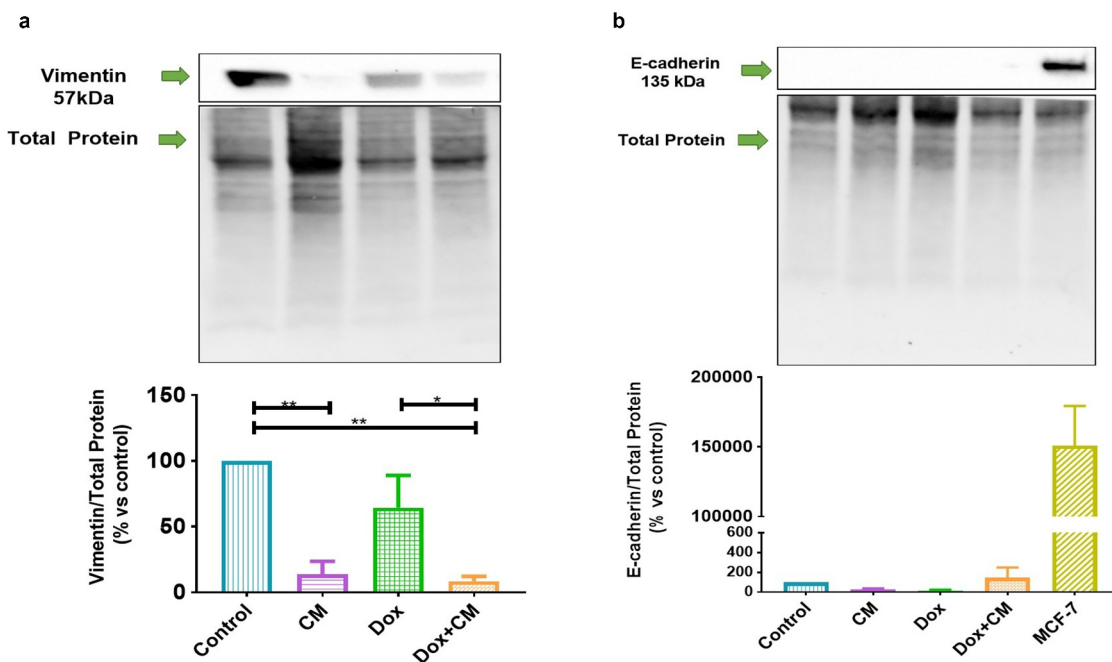 a
Vimentin
57kDa
Total Protein
Vimentin/Total Protein
(% vs control)
150
100
50
0
**
*
**
Control
CM
Dox
Dox+CM
b
E-cadherin
135 kDa
Total Protein
E-cadherin/Total Protein
(% vs control)
200000
150000
100000
600
400
200
0
Control
CM
Dox
Dox+CM
MCF-7